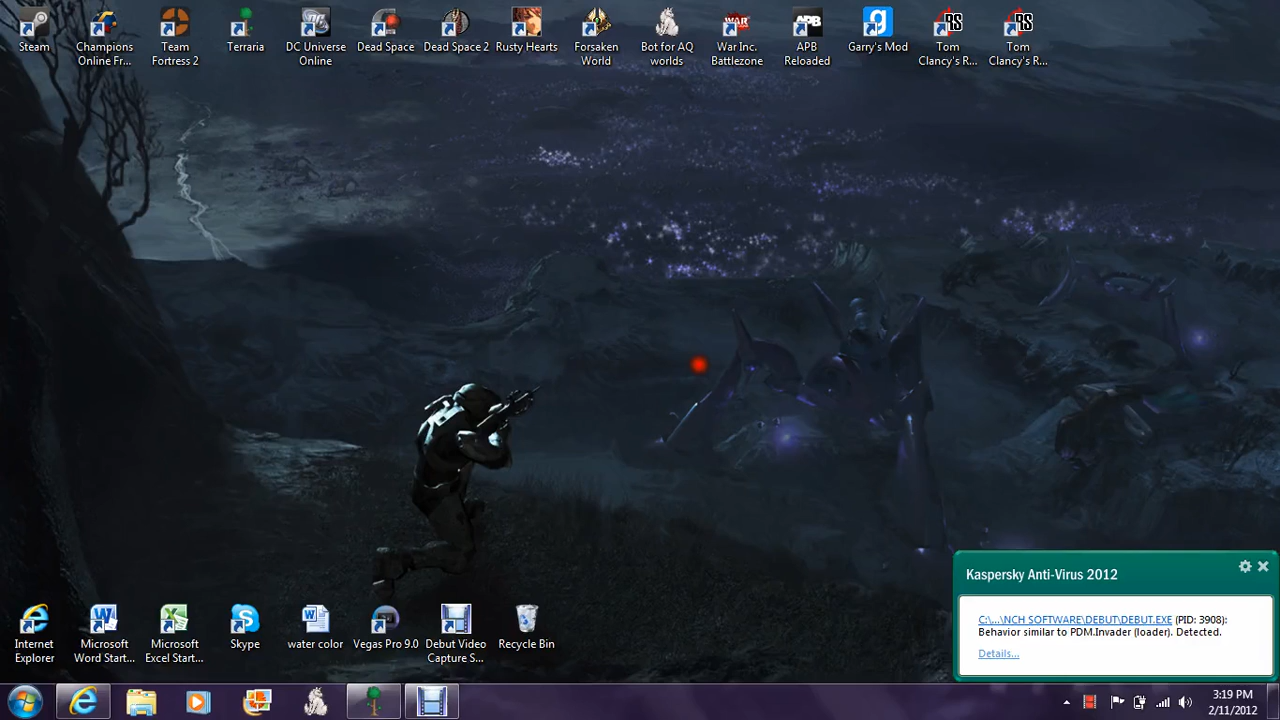 Steam
Champions
Online Fr...
Team
Fortress 2
Terraria
DC Universe
Online
Dead Space
Dead Space 2
Rusty Hearts
Forsaken
World
Bot for AQ
worlds
WAR
War Inc.
Battlezone
APB
APB
Reloaded
g
Garry's Mod
RS
Tom
Clancy's R...
RS
Tom
Clancy's R...
Kaspersky Anti-Virus 2012
C:\...\NCH SOFTWARE\DEBUT\DEBUT.EXE (PID: 3908):
Behavior similar to PDM.Invader (loader). Detected.
Details...
Internet
Explorer
Microsoft
Word Start...
Microsoft
Excel Start...
Skype
water color
Vegas Pro 9.0
Debut Video
Capture S...
Recycle Bin
3:19 PM
2/11/2012